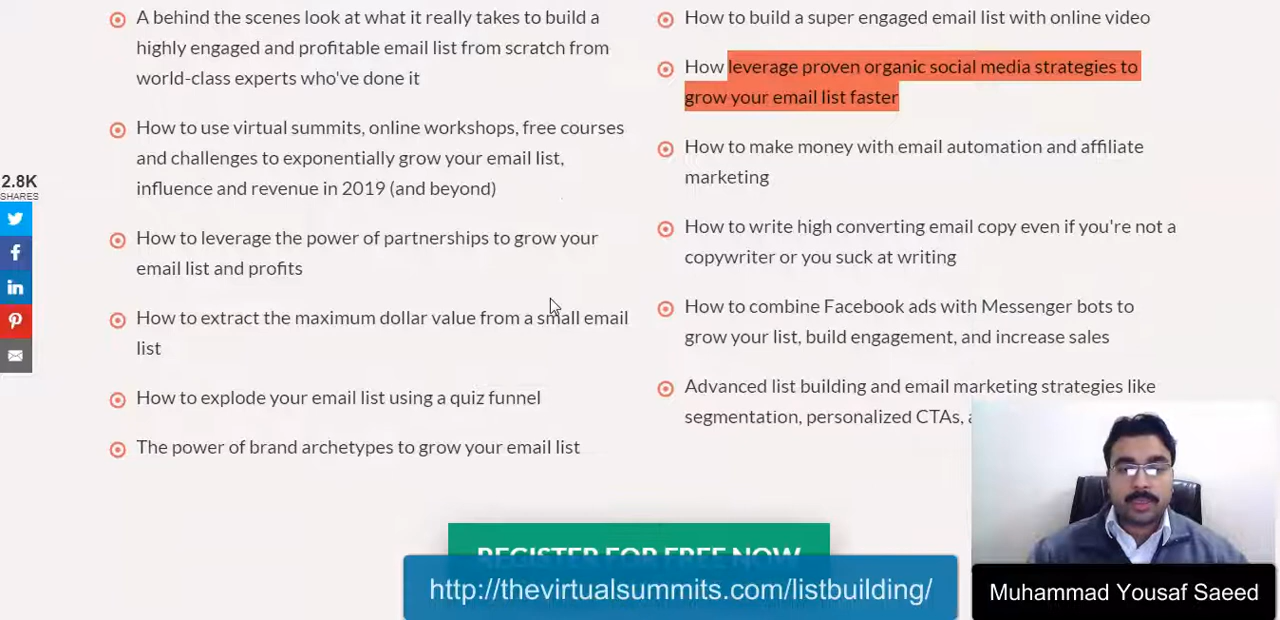 A behind the scenes look at what it really takes to build a
highly engaged and profitable email list from scratch from
world-class experts who've done it
How to use virtual summits, online workshops, free courses
and challenges to exponentially grow your email list,
influence and revenue in 2019 (and beyond)
How to leverage the power of partnerships to grow your
email list and profits
How to extract the maximum dollar value from a small email
list
How to explode your email list using a quiz funnel
The power of brand archetypes to grow your email list
How to build a super engaged email list with online video
How leverage proven organic social media strategies to
grow your email list faster
How to make money with email automation and affiliate
marketing
How to write high converting email copy even if you're not a
copywriter or you suck at writing
How to combine Facebook ads with Messenger bots to
grow your list, build engagement, and increase sales
Advanced list building and email marketing strategies like
segmentation, personalized CTAs,
2.8K
SHARES
REGISTER FOR FREE NOW
http://thevirtualsummits.com/listbuilding/
Muhammad Yousaf Saeed